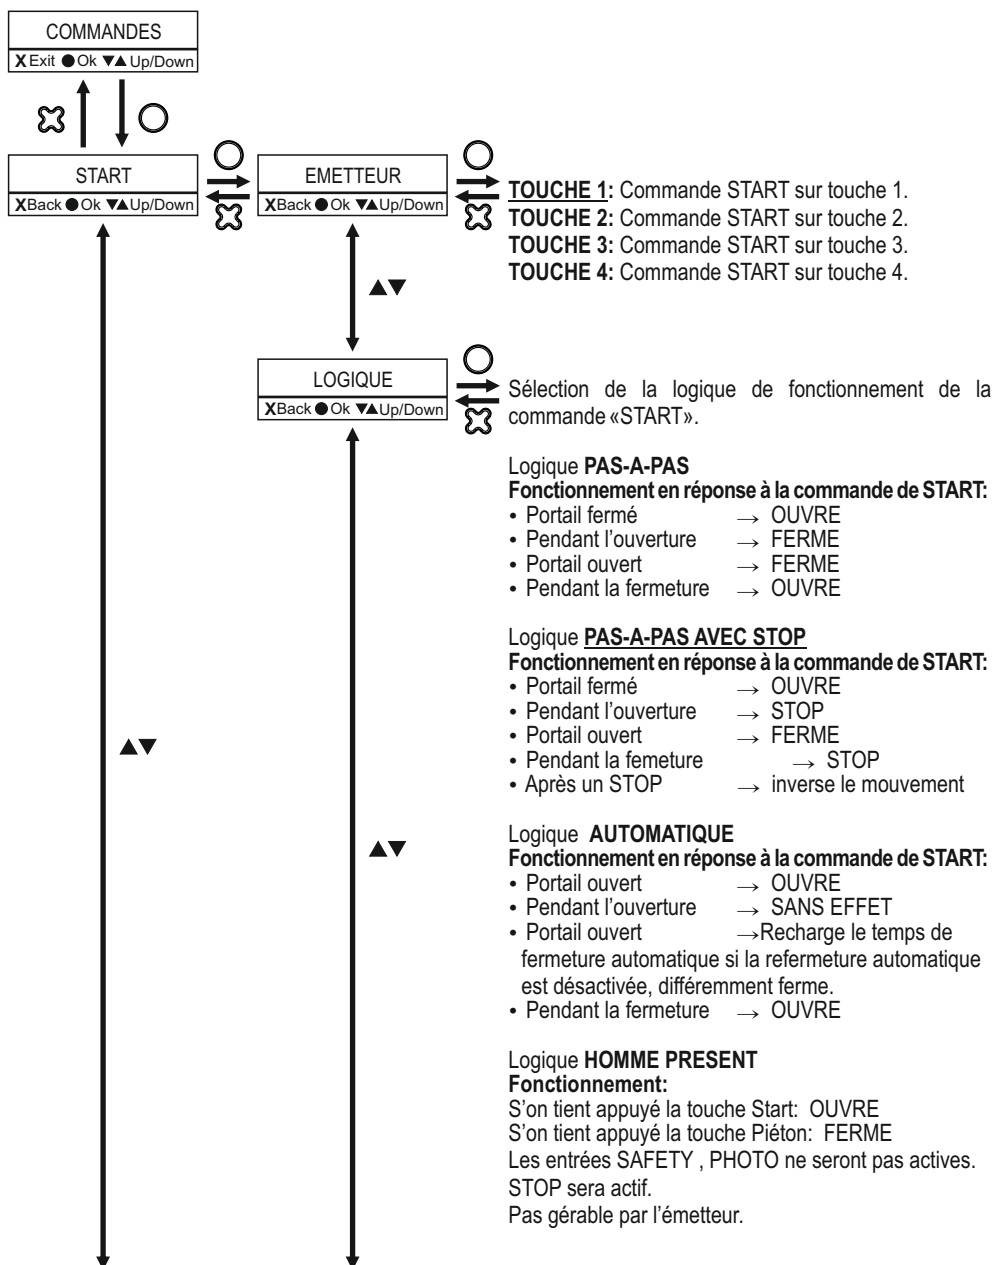 COMMANDES
X Exit ● Ok ▼▲ Up/Down
START
XBack ● Ok ▼▲Up/Down
EMETTEUR
XBack ● Ok ▼▲Up/Down
TOUCHE 1: Commande START sur touche 1.
TOUCHE 2: Commande START sur touche 2.
TOUCHE 3: Commande START sur touche 3.
TOUCHE 4: Commande START sur touche 4.
▲▼
LOGIQUE
XBack ● Ok ▼▲Up/Down
Sélection de la logique de fonctionnement de la
commande «START».
Logique PAS-A-PAS
Fonctionnement en réponse à la commande de START:
• Portail fermé → OUVRE
• Pendant l'ouverture → FERME
• Portail ouvert → FERME
• Pendant la fermeture → OUVRE
Logique PAS-A-PAS AVEC STOP
Fonctionnement en réponse à la commande de START:
• Portail fermé → OUVRE
• Pendant l'ouverture → STOP
• Portail ouvert → FERME
• Pendant la femeture → STOP
• Après un STOP → inverse le mouvement
▲▼
▲▼
Logique AUTOMATIQUE
Fonctionnement en réponse à la commande de START:
• Portail ouvert → OUVRE
• Pendant l'ouverture → SANS EFFET
• Portail ouvert →Recharge le temps de
fermeture automatique si la refermeture automatique
est désactivée, différemment ferme.
• Pendant la fermeture → OUVRE
Logique HOMME PRESENT
Fonctionnement:
S'on tient appuyé la touche Start: OUVRE
S'on tient appuyé la touche Piéton: FERME
Les entrées SAFETY , PHOTO ne seront pas actives.
STOP sera actif.
Pas gérable par l'émetteur.